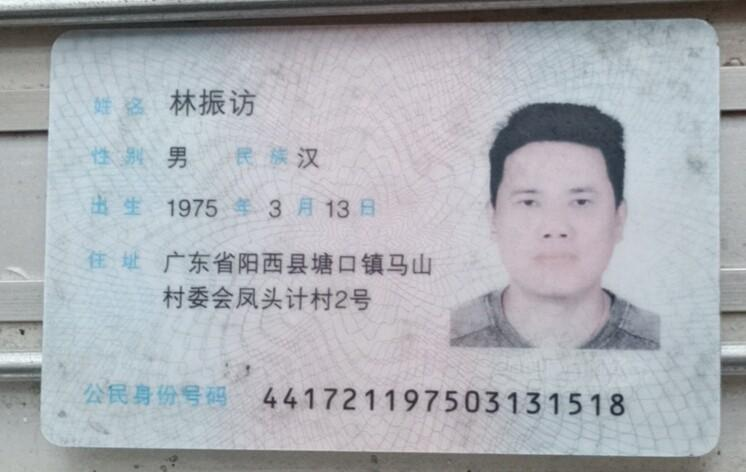 姓名 林振访
性别 男 民族 汉
出生 1975 年 3 月 13 日
住址 广东省阳西县塘口镇马山
村委会凤头计村2号
公民身份号码 441721197503131518